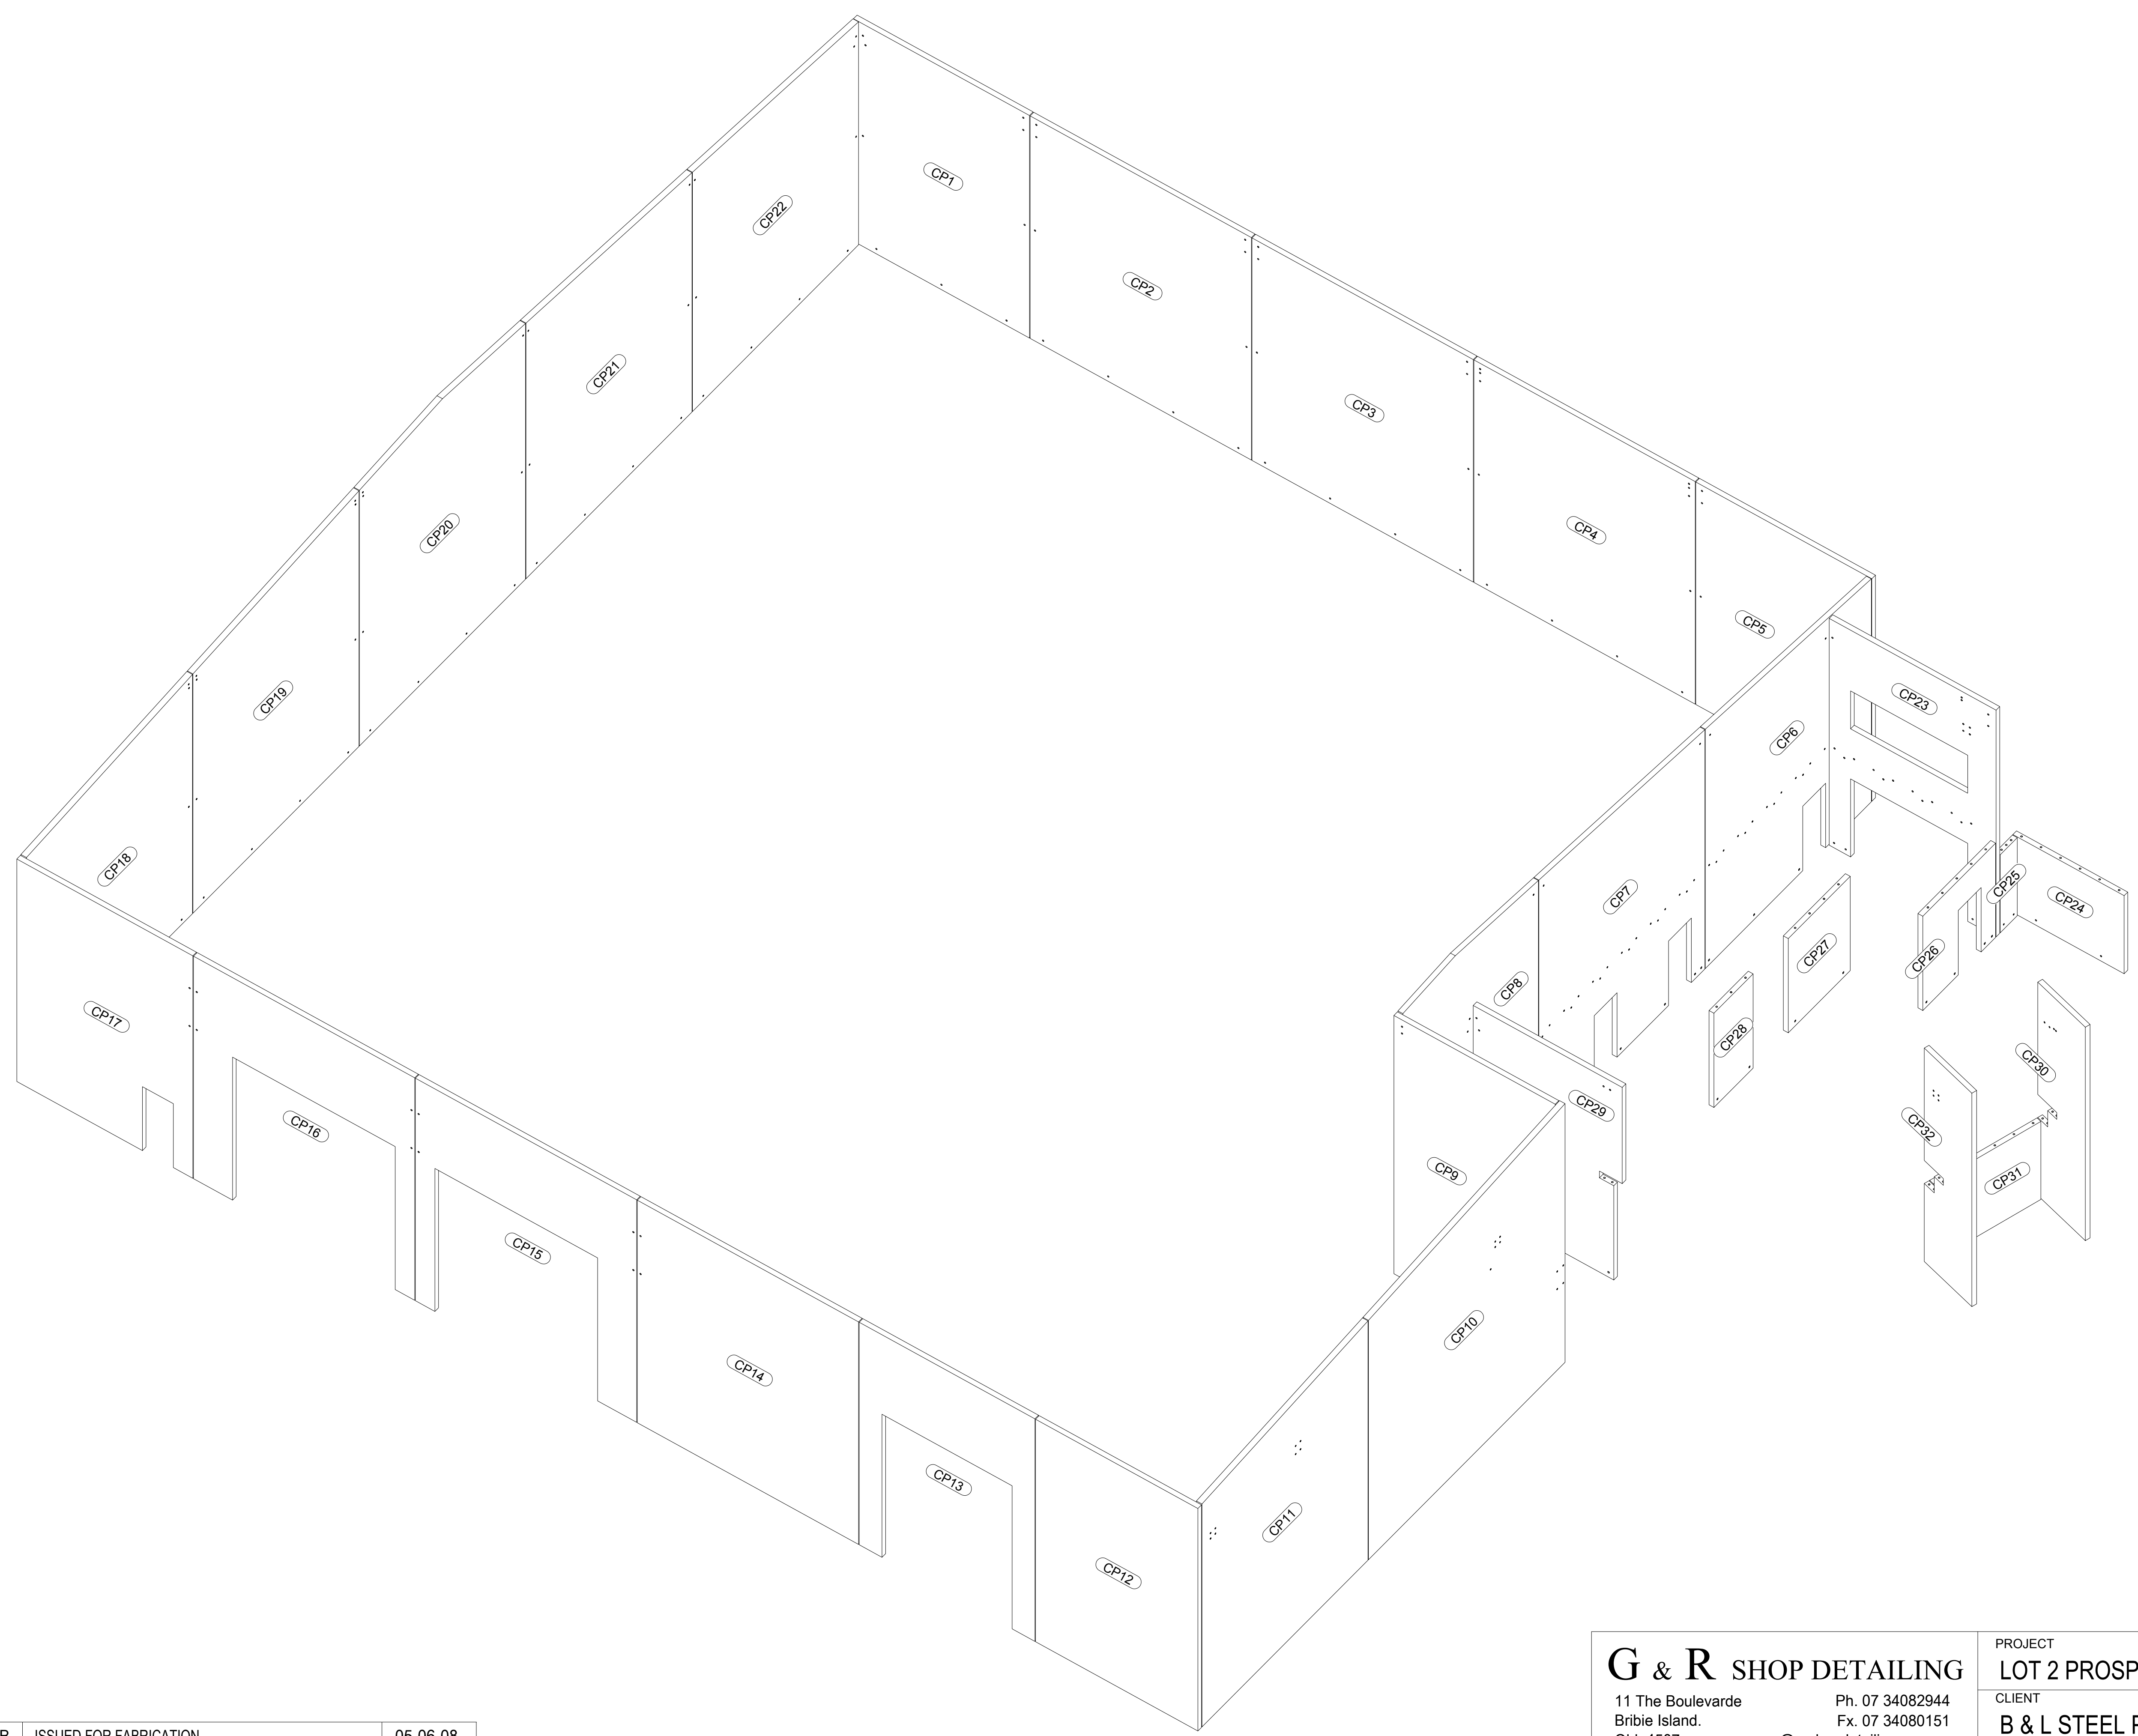 CP1
CP22
CP2
CP21
CP3
CP20
CP4
CP5
CP19
CP23
CP6
CP18
CP7
CP25
CP24
CP27
CP26
CP8
CP17
CP28
CP30
CP29
CP16
CP32
CP9
CP31
CP15
CP10
CP14
CP13
CP11
CP12
G & R SHOP DETAILING
11 The Boulevarde Ph. 07 34082944
Bribie Island. Fx. 07 34080151
PROJECT
LOT 2 PROSP
CLIENT
B & L STEEL
ISSUED FOR FABRICATION 05-06-08